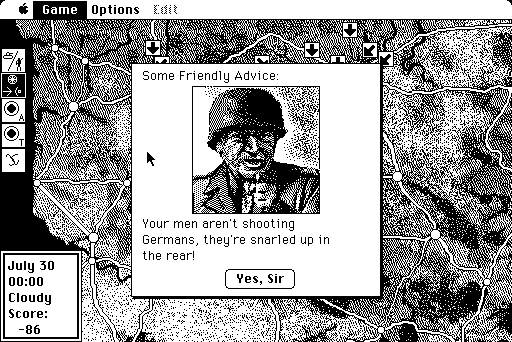 Game Options Edit
Some Friendly Advice:
Your men aren't shooting
Germans, they're snarled up in
the rear!
Yes, Sir
A
T
July 30
00:00
Cloudy
Score:
-86